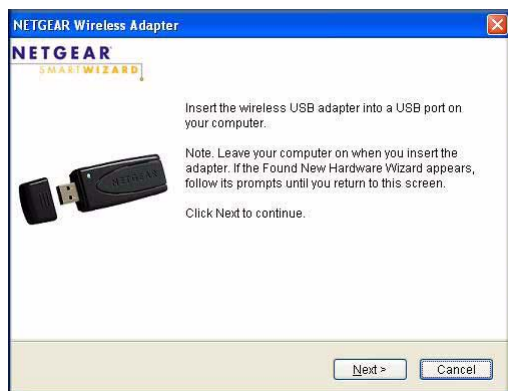 NETGEAR Wireless Adapter
NETGEAR
SMARTWIZARD
Insert the wireless USB adapter into a USB port on
your computer.
Note. Leave your computer on when you insert the
adapter. If the Found New Hardware Wizard appears,
follow its prompts until you return to this screen.
Click Next to continue.
NETGEAR
Next >
Cancel